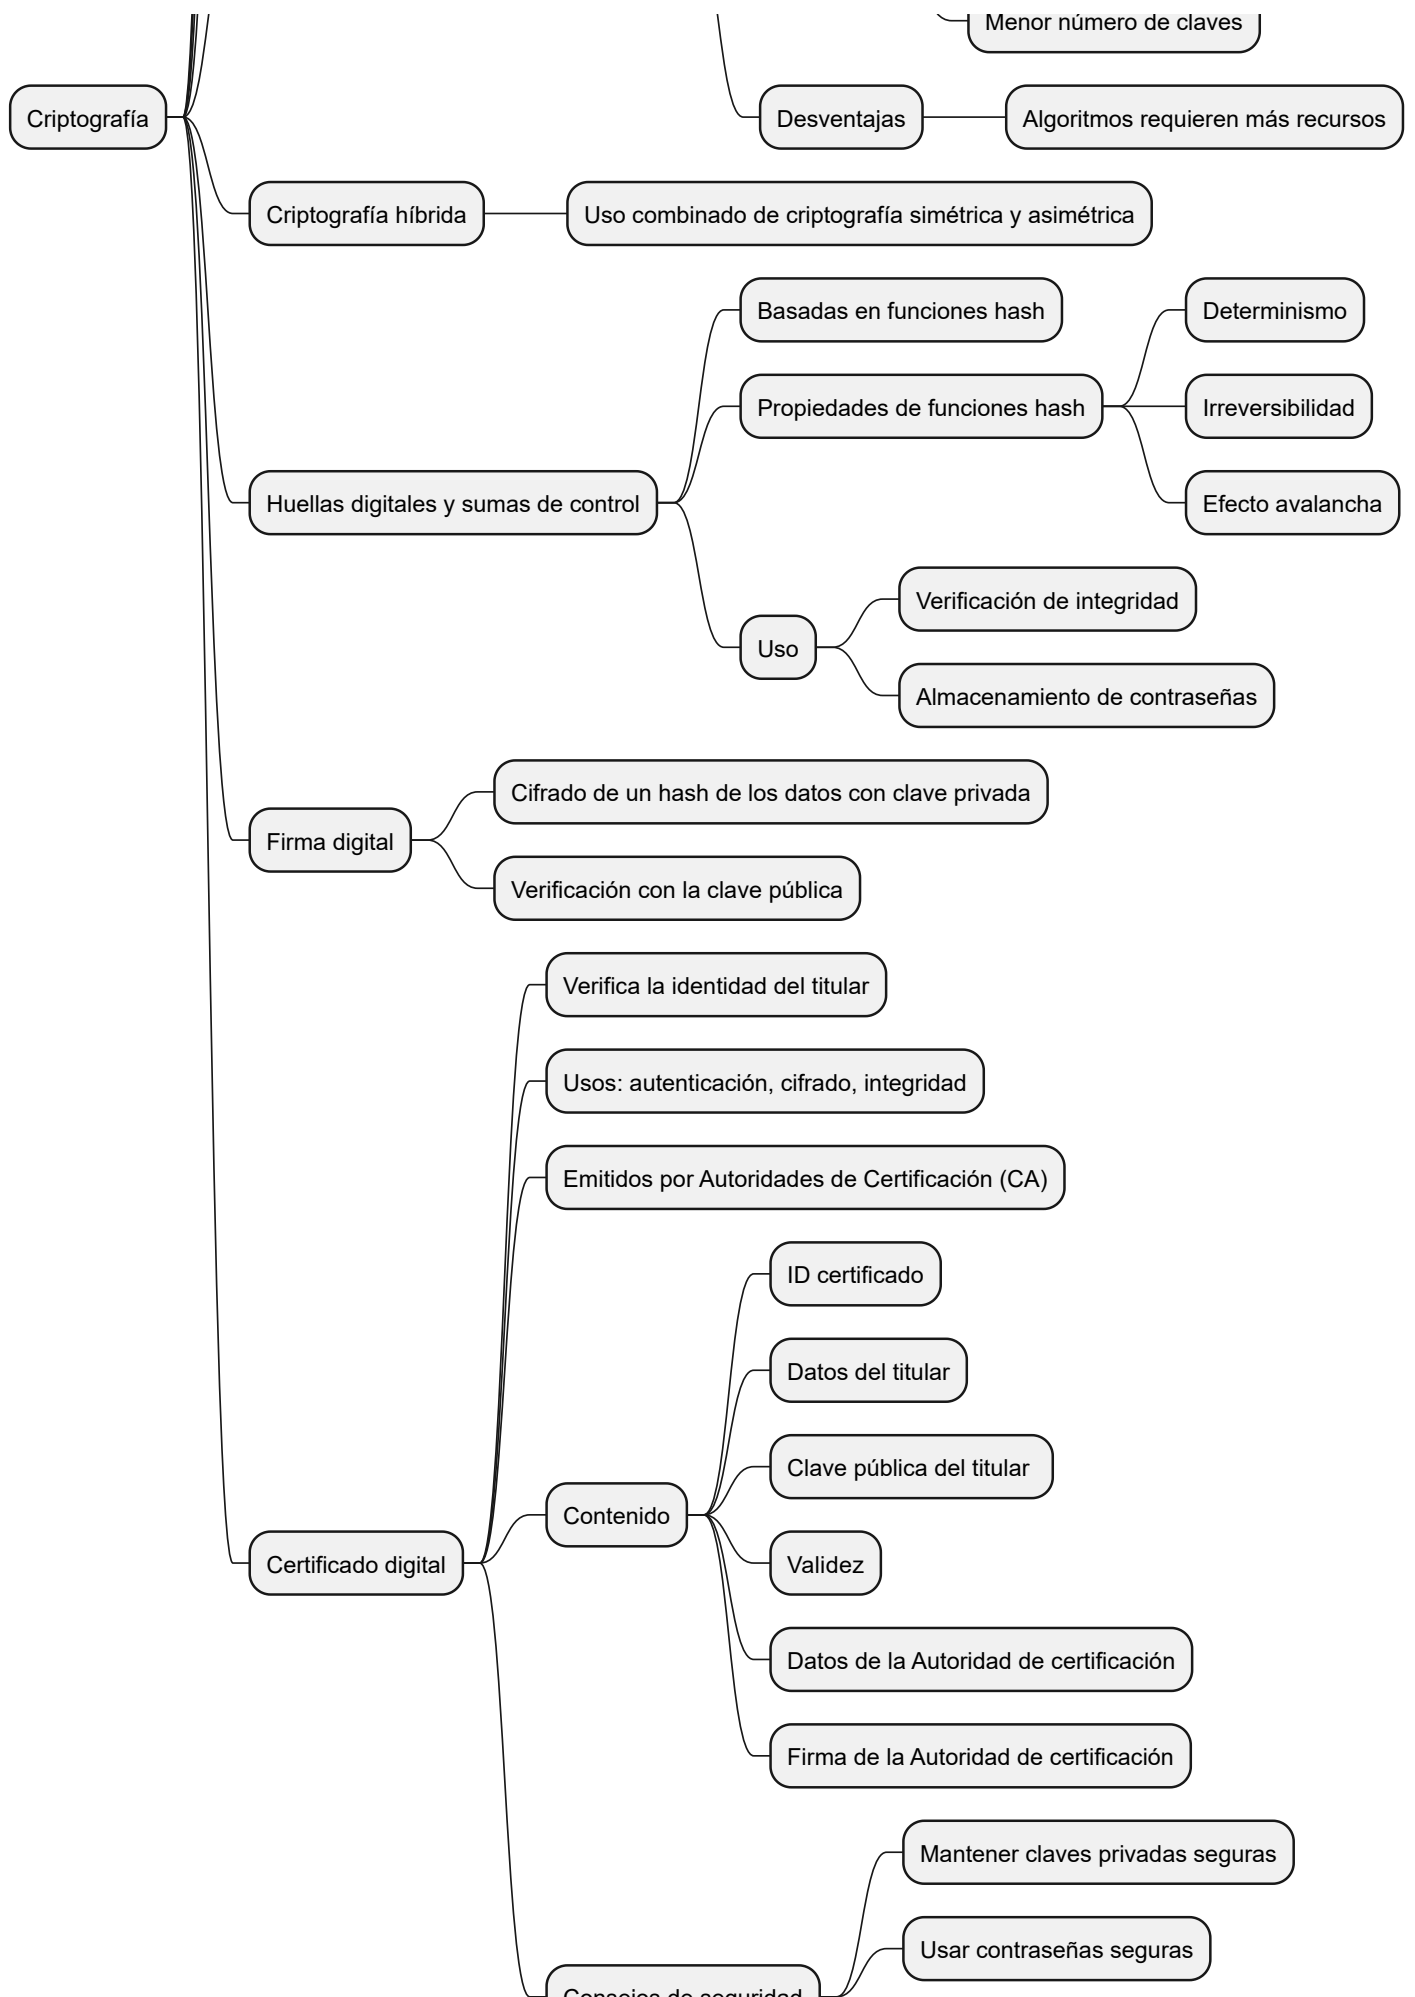 Menor número de claves
Criptografía
Desventajas
Algoritmos requieren más recursos
Criptografía híbrida
Uso combinado de criptografía simétrica y asimétrica
Basadas en funciones hash
Determinismo
Propiedades de funciones hash
Irreversibilidad
Huellas digitales y sumas de control
Efecto avalancha
Verificación de integridad
Uso
Almacenamiento de contraseñas
Cifrado de un hash de los datos con clave privada
Firma digital
Verificación con la clave pública
Verifica la identidad del titular
Usos: autenticación, cifrado, integridad
Emitidos por Autoridades de Certificación (CA)
ID certificado
Datos del titular
Clave pública del titular
Contenido
Certificado digital
Validez
Datos de la Autoridad de certificación
Firma de la Autoridad de certificación
Mantener claves privadas seguras
Usar contraseñas seguras
Consejos de seguridad